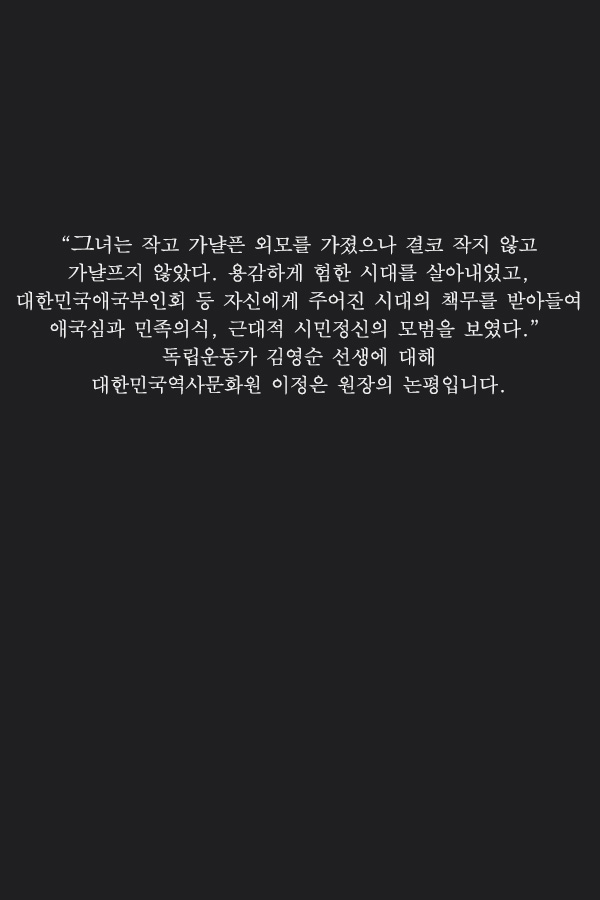 “그녀는 작고 가냘픈 외모를 가졌으나 결코 작지 않고
가냘프지 않았다. 용감하게 험한 시대를 살아내었고,
대한민국애국부인회 등 자신에게 주어진 시대의 책무를 받아들여
애국심과 민족의식, 근대적 시민정신의 모범을 보였다.”
독립운동가 김영순 선생에 대해
대한민국역사문화원 이정은 원장의 논평입니다.